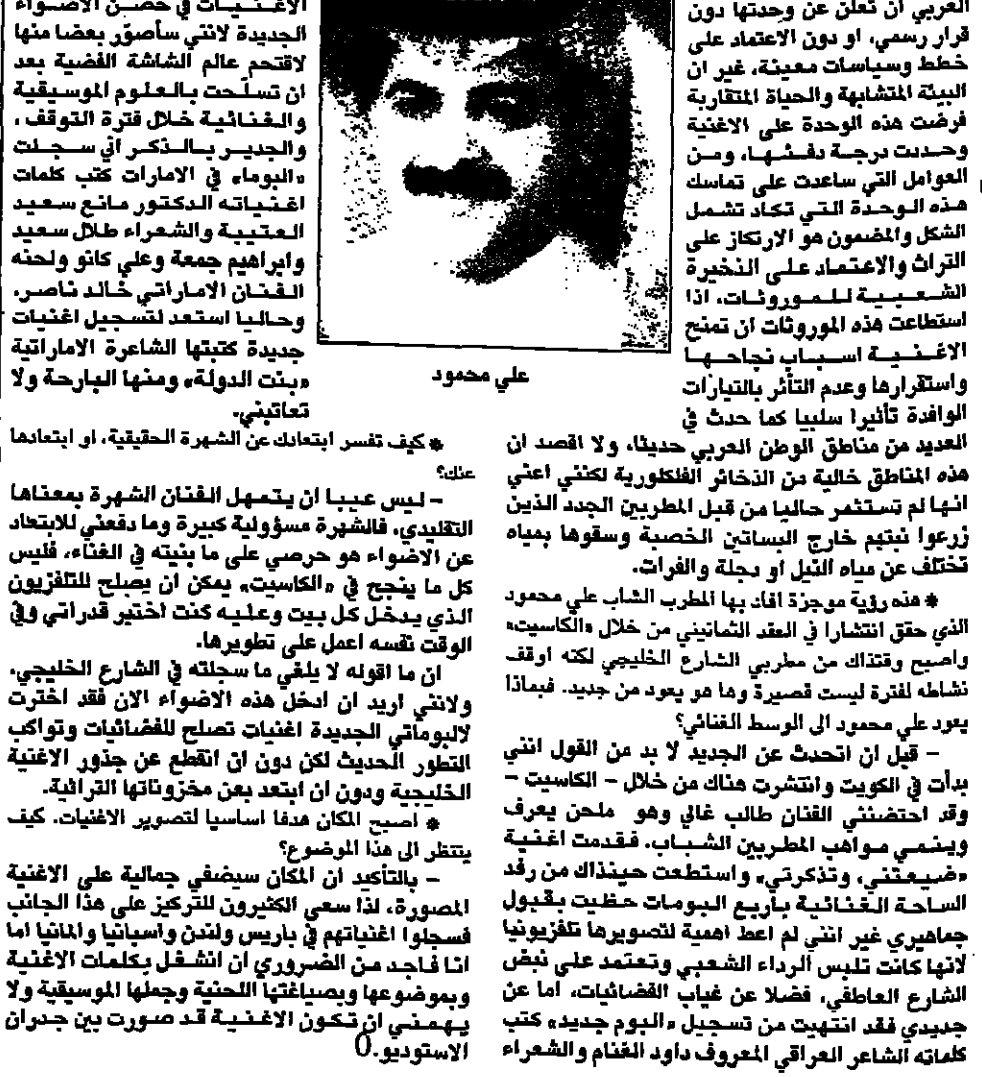 العربي ان تعلن عن وحدتها دون
قرار رسمي، او دون الاعتماد على
خطط وسياسات معينة، غير ان
البيئة المتشابهة والحياة المتقاربة
فرضت هذه الوحدة على الاغنية
وحددت درجة دفئها، ومن
العوامل التي ساعدت على تماسك
هذه الوحدة التي تكاد تشمل
الشكل والمضمون هو الارتكاز على
التراث والاعتماد على الذخيرة
الشعبية للموروثات، اذا
استطاعت هذه الموروثات ان تمنح
الاغنية اسباب نجاحها
واستقرارها وعدم التأثر بالتيارات
الوافدة تأثيرا سلبيا كما حدث في
العديد من مناطق الوطن العربي حديثا، ولا اقصد ان
هذه المناطق خالية من الذخائر الفلكلورية لكنني اعني
انها لم تستثمر حاليا من قبل المطربين الجدد الذين
زرعوا نبتهم خارج البساتين الخصبة وسقوها بمياه
تختلف عن مياه النيل او دجلة والفرات.
* هذه رؤية موجزة افاد بها المطرب الشاب علي محمود
الذي حقق انتشارا في العقد الثمانيني من خلال «الكاسيت»
واصبح وقتذاك من مطربي الشارع الخليجي لكنه اوقف
نشاطه لفترة ليست قصيرة وها هو يعود من جديد. فبماذا
يعود علي محمود الى الوسط الغنائي؟
– قبل ان اتحدث عن الجديد لا بد من القول انني
بدأت في الكويت وانتشرت هناك من خلال – الكاسيت –
وقد احتضنني الفنان طالب غالي وهو ملحن يعرف
وينمي مواهب المطربين الشباب. فقدمت اغنية
«ضيعتني، وتذكرتي» واستطعت حينذاك من رفد
الساحة الغنائية بأربع البومات حظيت بقبول
جماهيري غير انني لم اعط اهمية لتصويرها تلفزيونيا
لانها كانت تلبس الرداء الشعبي وتعتمد على نبض
الشارع العاطفي، فضلا عن غياب الفضائيات، اما عن
جديدي فقد انتهيت من تسجيل «البوم جديد» كتب
كلماته الشاعر العراقي المعروف داود الغنام والشعراء
علي محمود
الاغنيات في حضن الاضواء
الجديدة لانني سأصوّر بعضا منها
لاقتحم عالم الشاشة الفضية بعد
ان تسلّحت بالعلوم الموسيقية
والغنائية خلال فترة التوقف،
والجدير بالذكر اني سجلت
«البوما» في الامارات كتب كلمات
اغنياته الدكتور مانع سعيد
العتيبة والشعراء طلال سعيد
وابراهيم جمعة وعلي كانو ولحنه
الفنان الاماراتي خالد ناصر.
وحاليا استعد لتسجيل اغنيات
جديدة كتبتها الشاعرة الاماراتية
«بنت الدولة» ومنها البارحة ولا
تعاتبني.
* كيف تفسر ابتعادك عن الشهرة الحقيقية، او ابتعادها
عنك؟
– ليس عيبا ان يتمهل الفنان الشهرة بمعناها
التقليدي، فالشهرة مسؤولية كبيرة وما دفعني للابتعاد
عن الاضواء هو حرصي على ما بنيته في الغناء، فليس
كل ما ينجح في «الكاسيت» يمكن ان يصلح للتلفزيون
الذي يدخل كل بيت وعليه كنت اختبر قدراتي وفي
الوقت نفسه اعمل على تطويرها.
ان ما اقوله لا يلغي ما سجلته في الشارع الخليجي.
ولانني اريد ان ادخل هذه الاضواء الان فقد اخترت
لالبوماتي الجديدة اغنيات تصلح للفضائيات وتواكب
التطور الحديث لكن دون ان انقطع عن جذور الاغنية
الخليجية ودون ان ابتعد بعن مخزوناتها التراثية.
* اصبح المكان هدفا اساسيا لتصوير الاغنيات. كيف
ينتظر الى هذا الموضوع؟
– بالتأكيد ان المكان سيضفي جمالية على الاغنية
المصورة، لذا سعى الكثيرون للتركيز على هذا الجانب
فسجلوا اغنياتهم في باريس ولندن واسبانيا والمانيا اما
انا فاجد من الضروري ان انشغل بكلمات الاغنية
وبموضوعها وبصياغتها اللحنية وجملها الموسيقية ولا
يهمني ان تكون الاغنية قد صورت بين جدران
الاستوديو.O